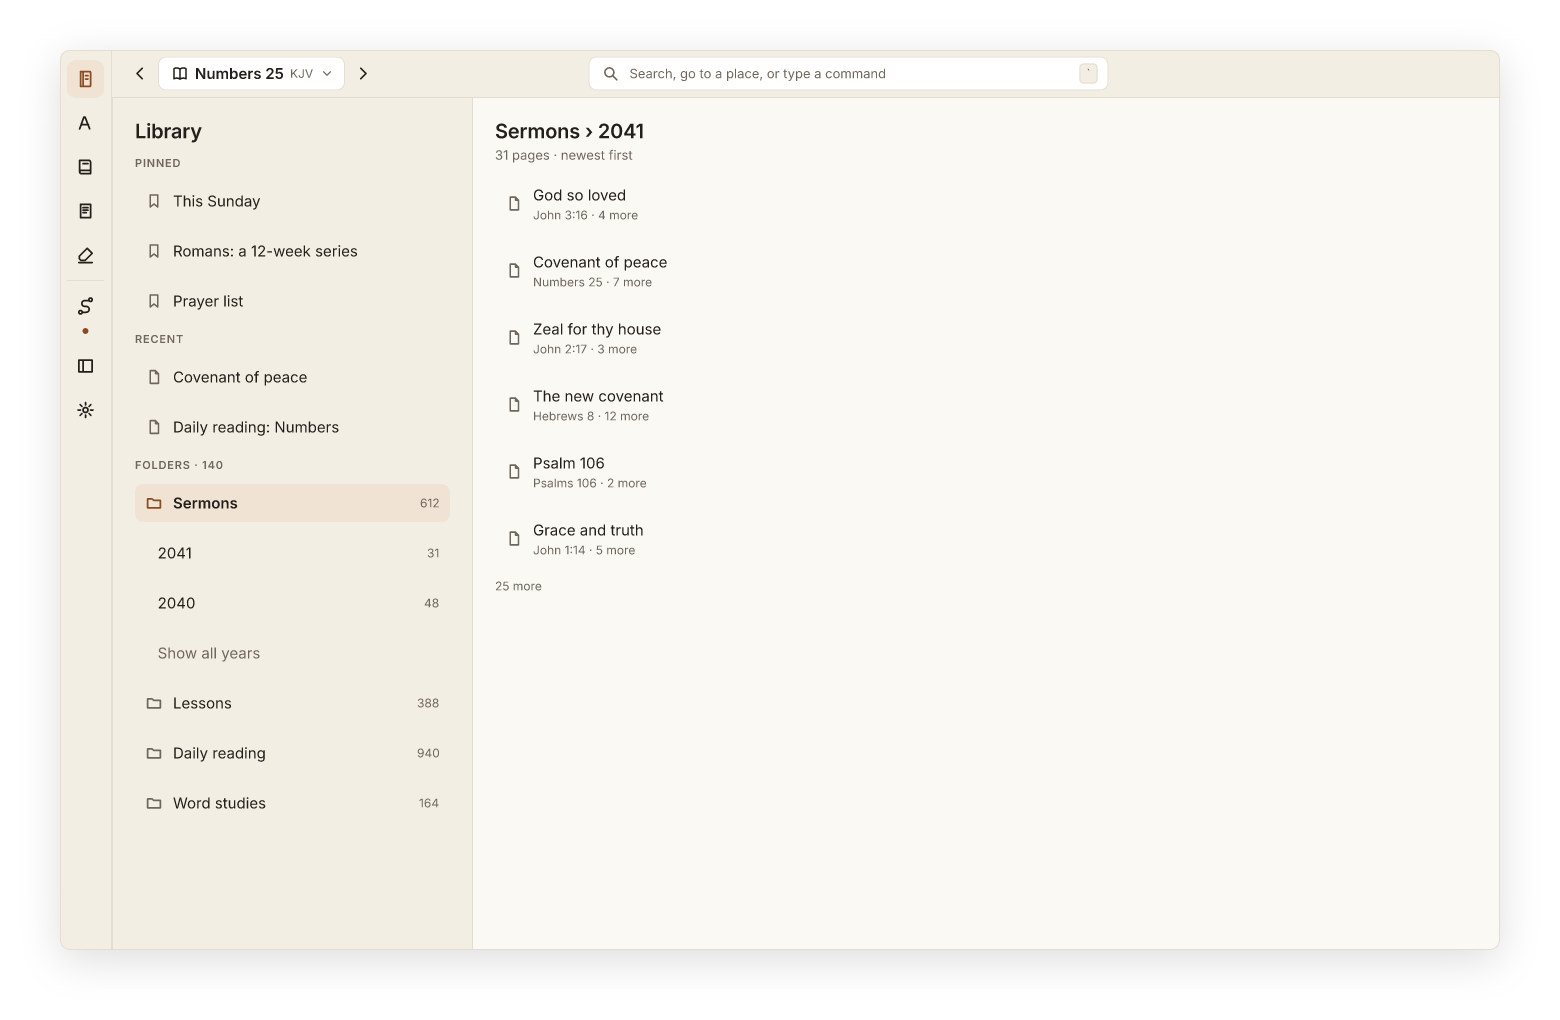 Numbers 25 KJV
Search, go to a place, or type a command
Library
PINNED
This Sunday
Romans: a 12-week series
Prayer list
RECENT
Covenant of peace
Daily reading: Numbers
FOLDERS · 140
Sermons 612
2041 31
2040 48
Show all years
Lessons 388
Daily reading 940
Word studies 164
Sermons › 2041
31 pages · newest first
God so loved
John 3:16 · 4 more
Covenant of peace
Numbers 25 · 7 more
Zeal for thy house
John 2:17 · 3 more
The new covenant
Hebrews 8 · 12 more
Psalm 106
Psalms 106 · 2 more
Grace and truth
John 1:14 · 5 more
25 more